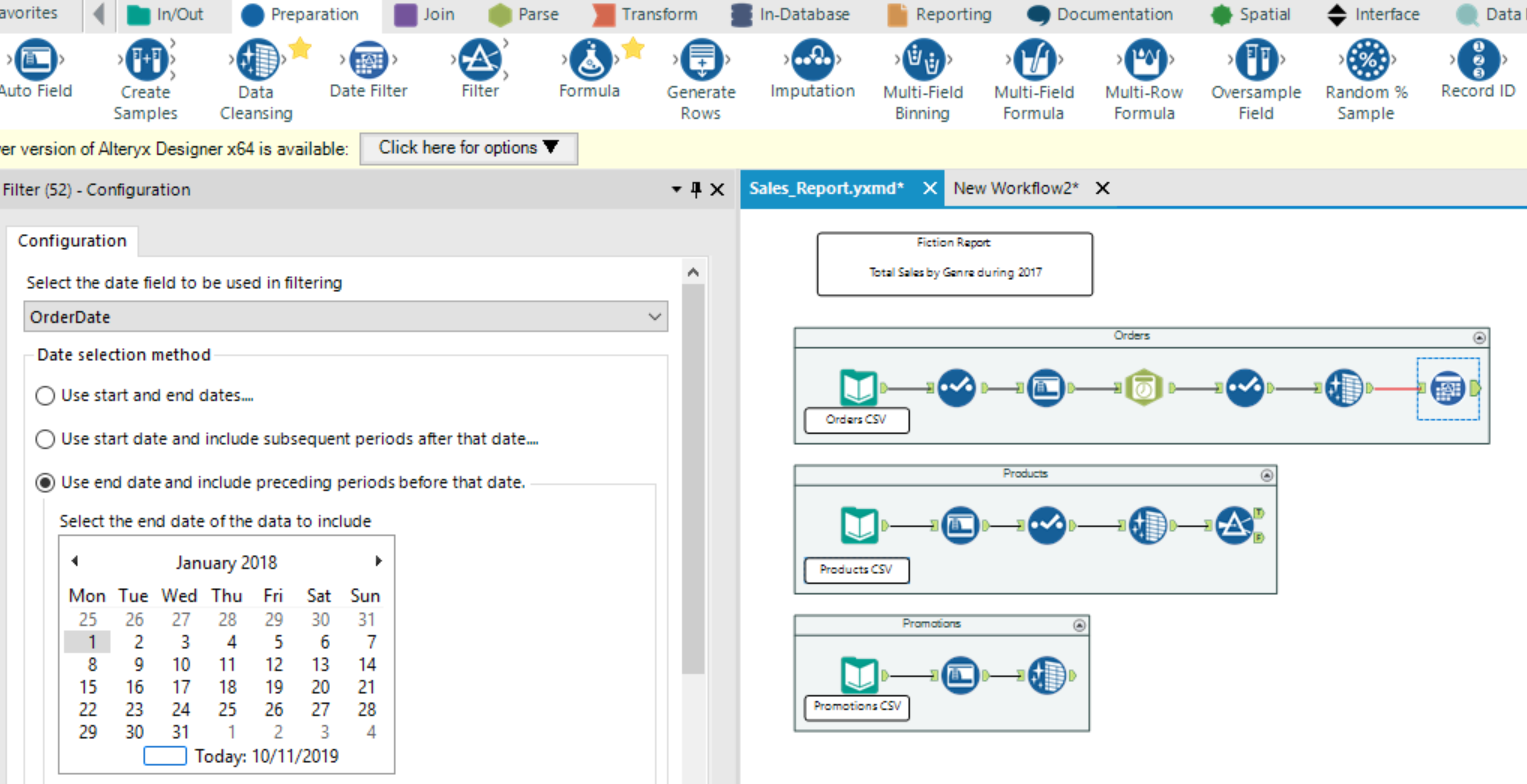 avorites In/Out Preparation Join Parse Transform In-Database Reporting Documentation Spatial Interface Data
Auto Field Create Samples Data Cleansing Date Filter Filter Formula Generate Rows Imputation Multi-Field Binning Multi-Field Formula Multi-Row Formula Oversample Field Random % Sample Record ID
er version of Alteryx Designer x64 is available: Click here for options
Filter (52) - Configuration
Sales_Report.yxmd* New Workflow2*
Configuration
Select the date field to be used in filtering
OrderDate
Date selection method
Use start and end dates....
Use start date and include subsequent periods after that date....
Use end date and include preceding periods before that date.
Select the end date of the data to include
January 2018
Mon Tue Wed Thu Fri Sat Sun
25 26 27 28 29 30 31
1 2 3 4 5 6 7
8 9 10 11 12 13 14
15 16 17 18 19 20 21
22 23 24 25 26 27 28
29 30 31 1 2 3 4
Today: 10/11/2019
Fiction Report
Total Sales by Genre during 2017
Orders
Orders CSV
Products
Products CSV
T
F
Promotions
Promotions CSV